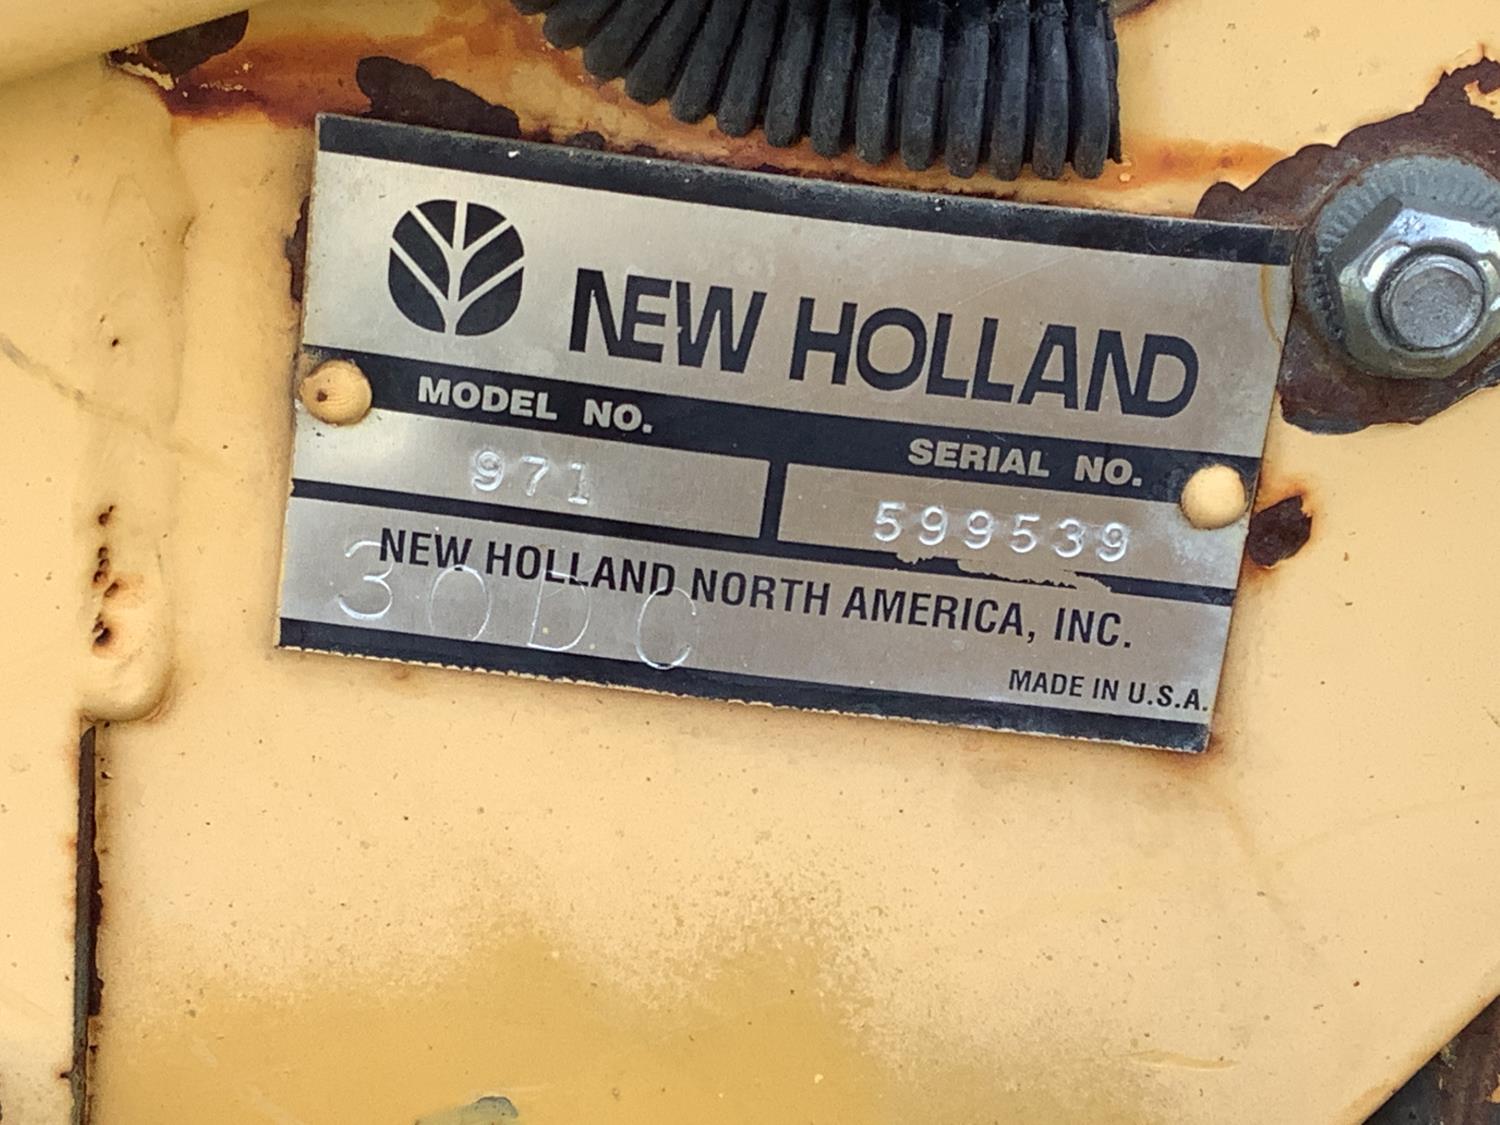 NEW HOLLAND
MODEL NO.
SERIAL NO.
971
599539
NEW HOLLAND NORTH AMERICA, INC.
30DC
MADE IN U.S.A.